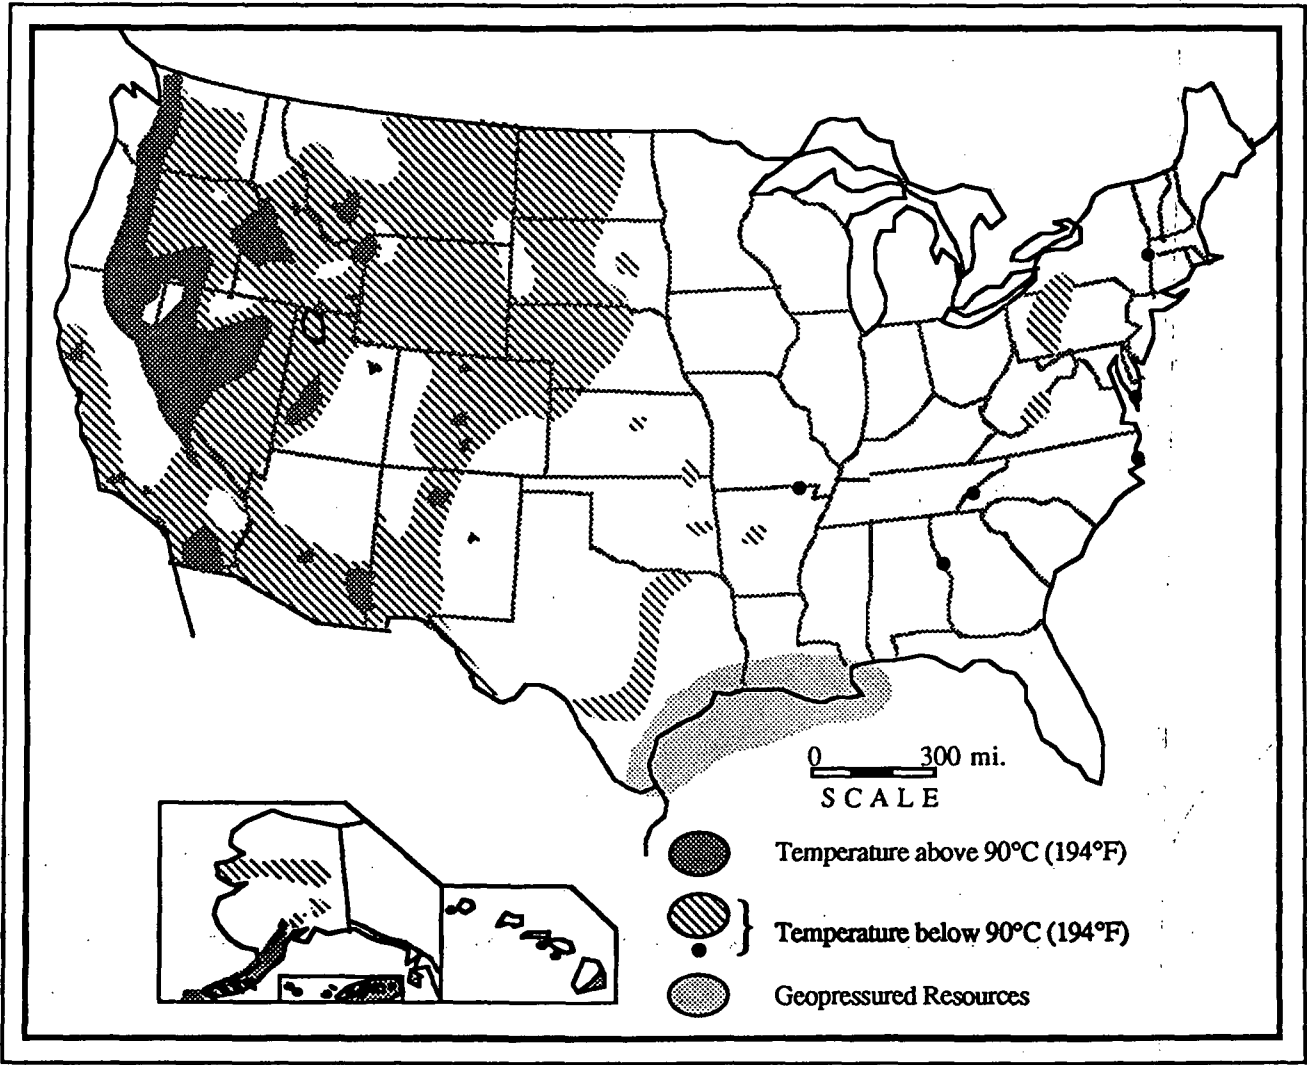 0 300 mi.
SCALE
Temperature above 90°C (194°F)
Temperature below 90°C (194°F)
Geopressured Resources